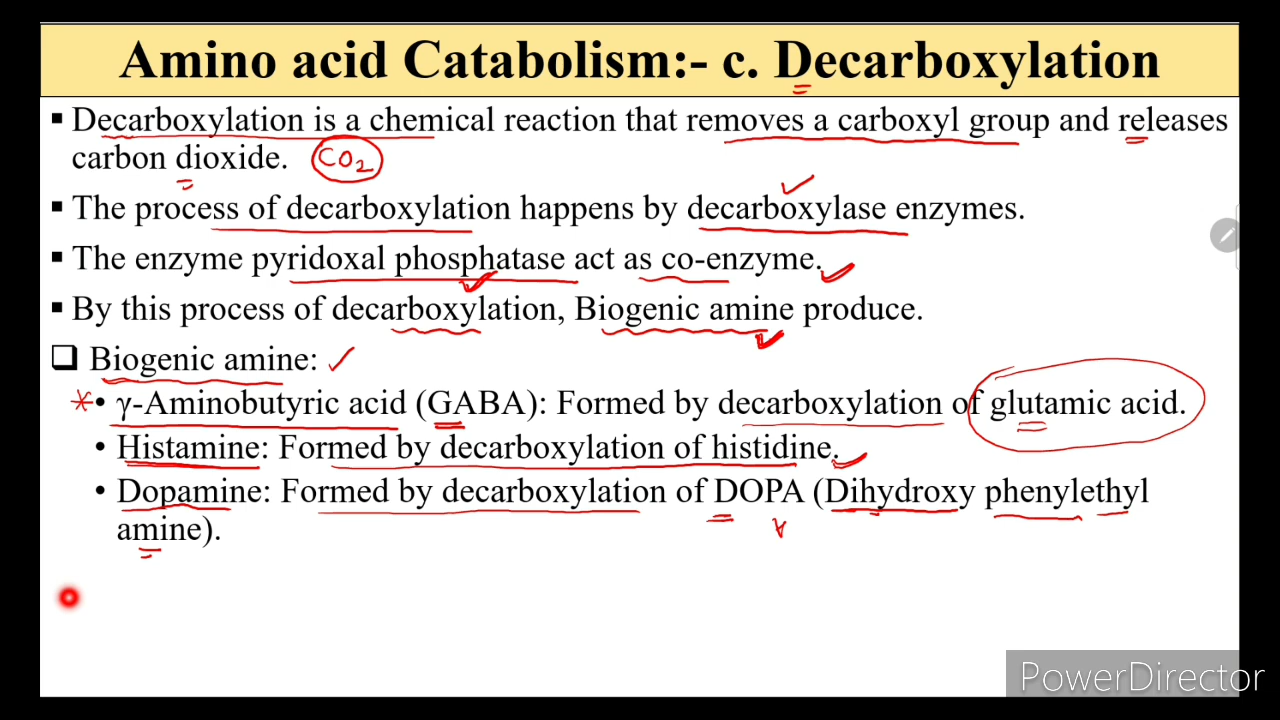 Amino acid Catabolism:- c. Decarboxylation
▪ Decarboxylation is a chemical reaction that removes a carboxyl group and releases
carbon dioxide. CO2
▪ The process of decarboxylation happens by decarboxylase enzymes.
▪ The enzyme pyridoxal phosphatase act as co-enzyme.
▪ By this process of decarboxylation, Biogenic amine produce.
❑ Biogenic amine:
* • γ-Aminobutyric acid (GABA): Formed by decarboxylation of glutamic acid.
• Histamine: Formed by decarboxylation of histidine.
• Dopamine: Formed by decarboxylation of DOPA (Dihydroxy phenylethyl
amine).
PowerDirector